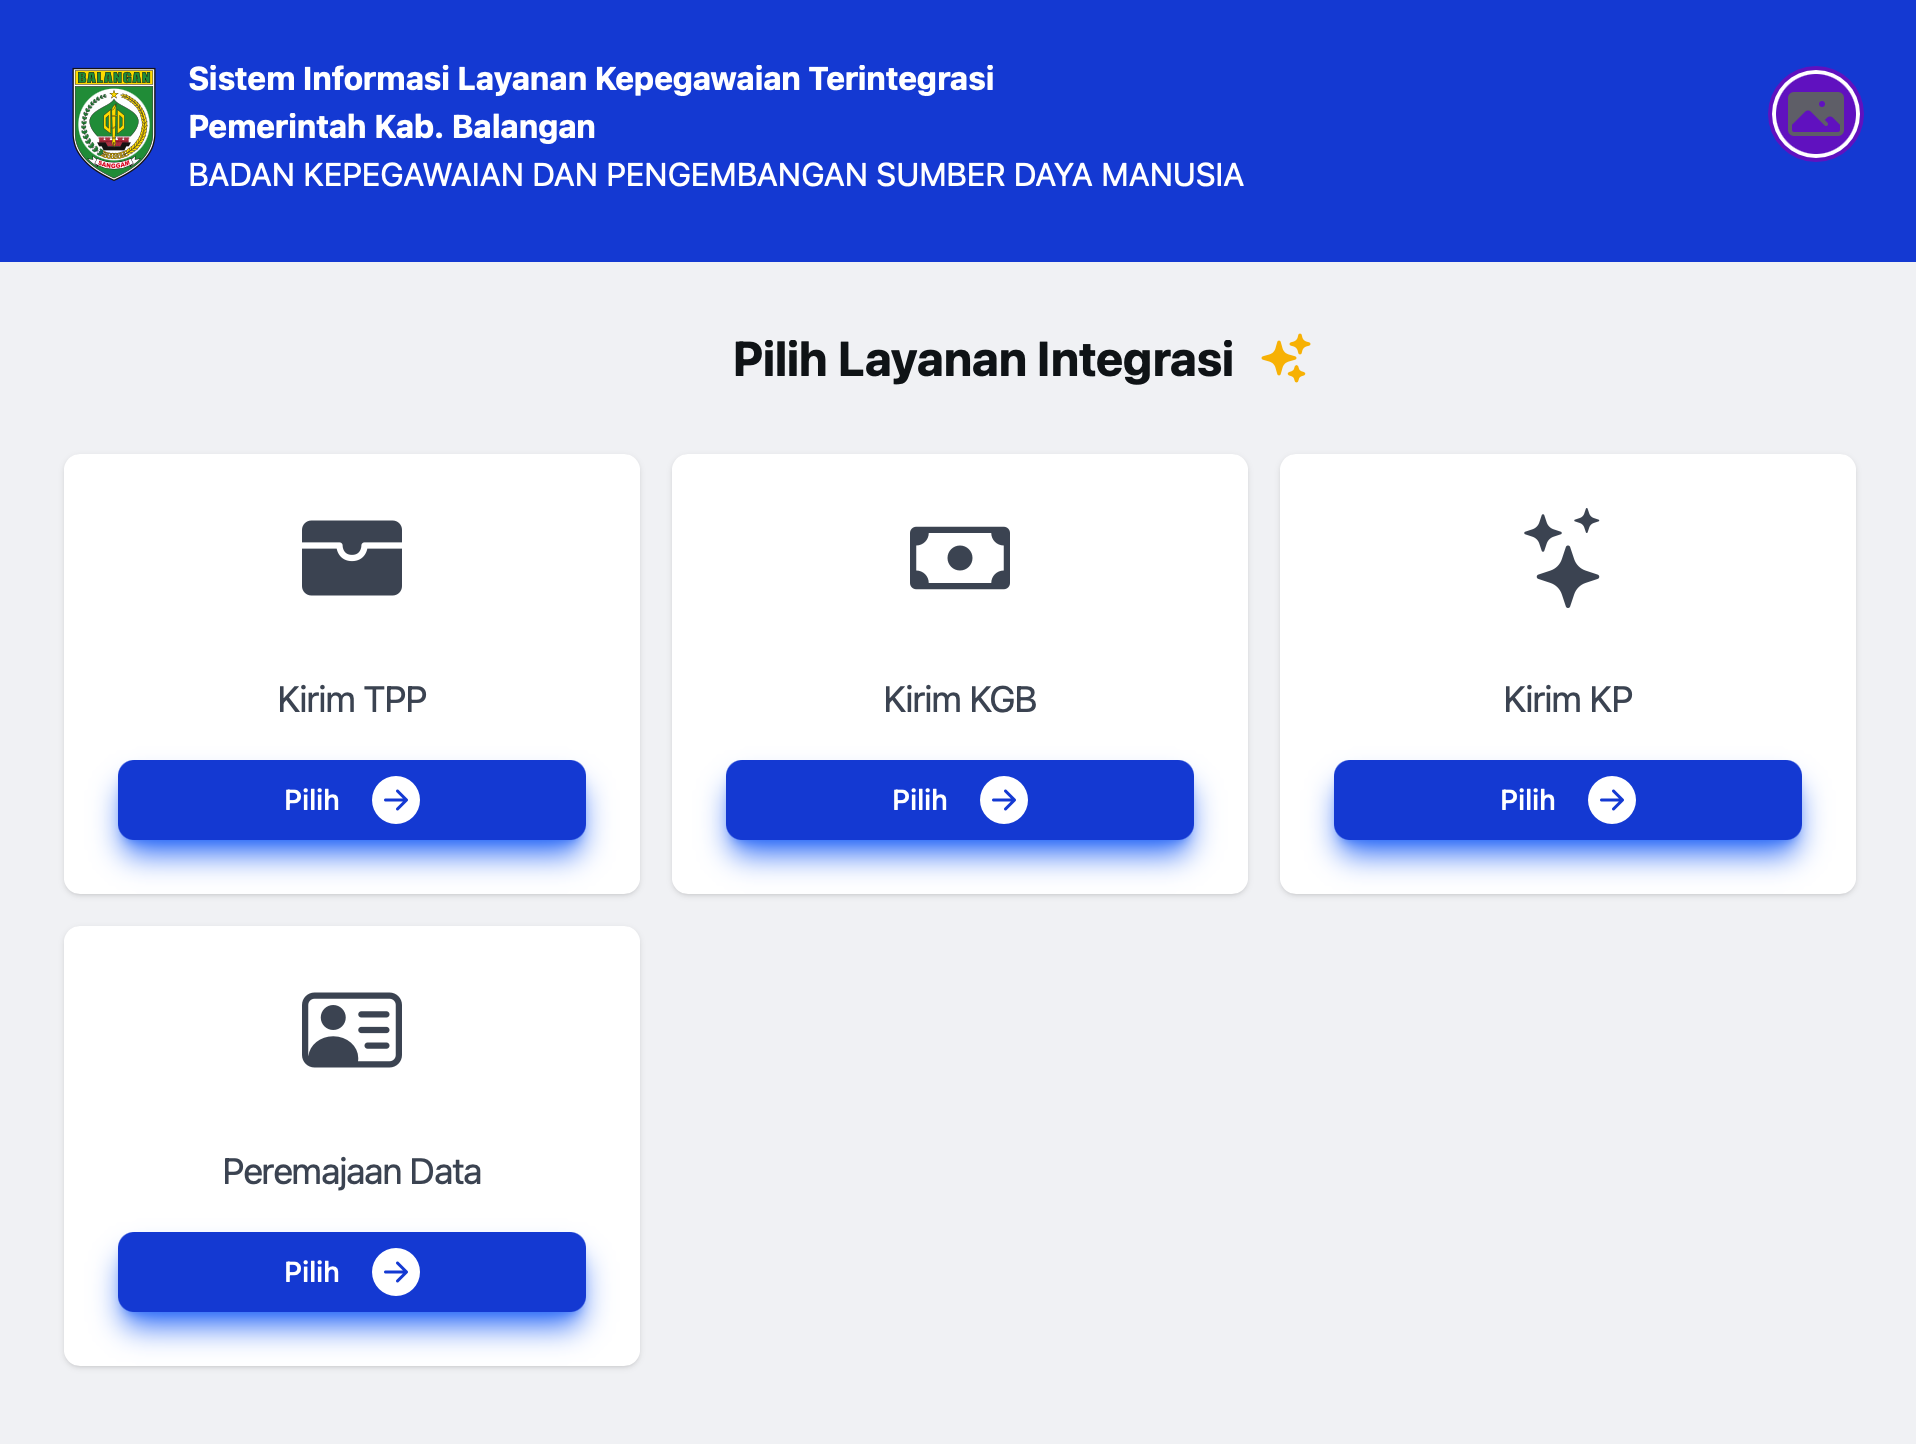 BALANGAN
SANGGAM
Sistem Informasi Layanan Kepegawaian Terintegrasi
Pemerintah Kab. Balangan
BADAN KEPEGAWAIAN DAN PENGEMBANGAN SUMBER DAYA MANUSIA
Pilih Layanan Integrasi
Kirim TPP
Kirim KGB
Kirim KP
Pilih
Pilih
Pilih
Peremajaan Data
Pilih